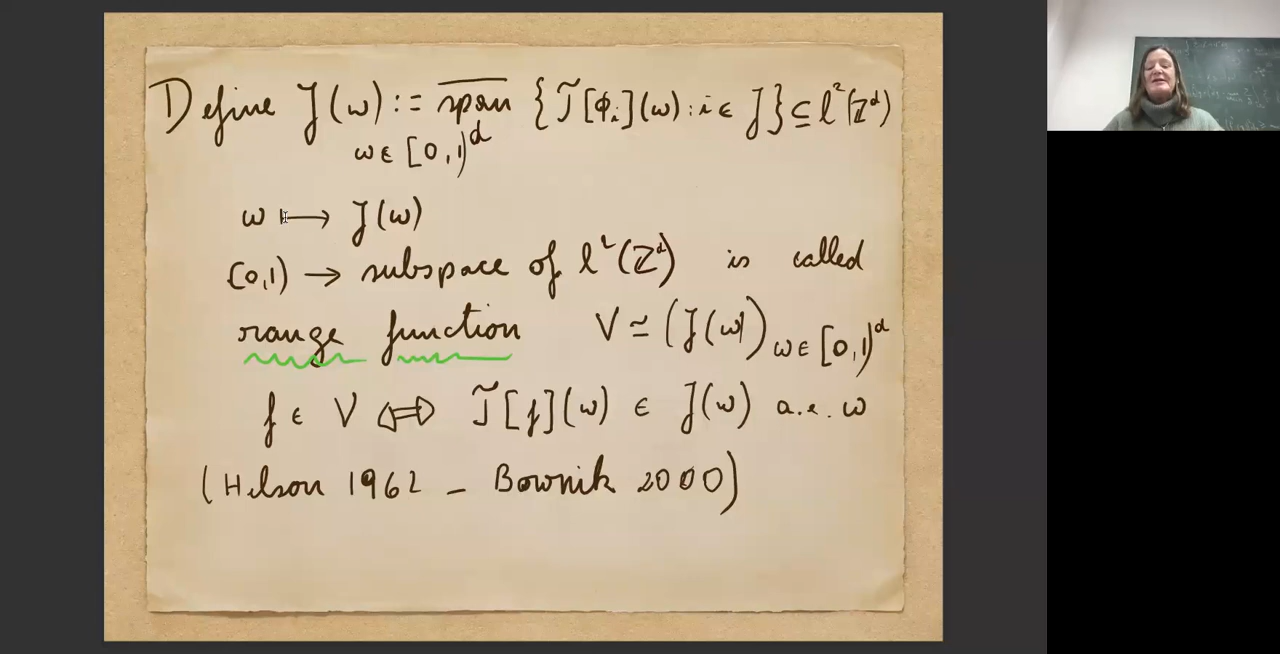 Define J(ω) := \overline{span} {𝒯̃[ϕᵢ](ω) : i ∈ J} ⊆ l²(ℤᵈ)
ω ∈ [0,1)ᵈ
ω ⟼ J(ω)
[0,1) → subspace of l²(ℤᵈ) is called
range function V ≃ (J(ω))_{ω ∈ [0,1)ᵈ}
f ∈ V ⇔ 𝒯̃[f](ω) ∈ J(ω) a.e. ω
(Helson 1962 – Bownik 2000)